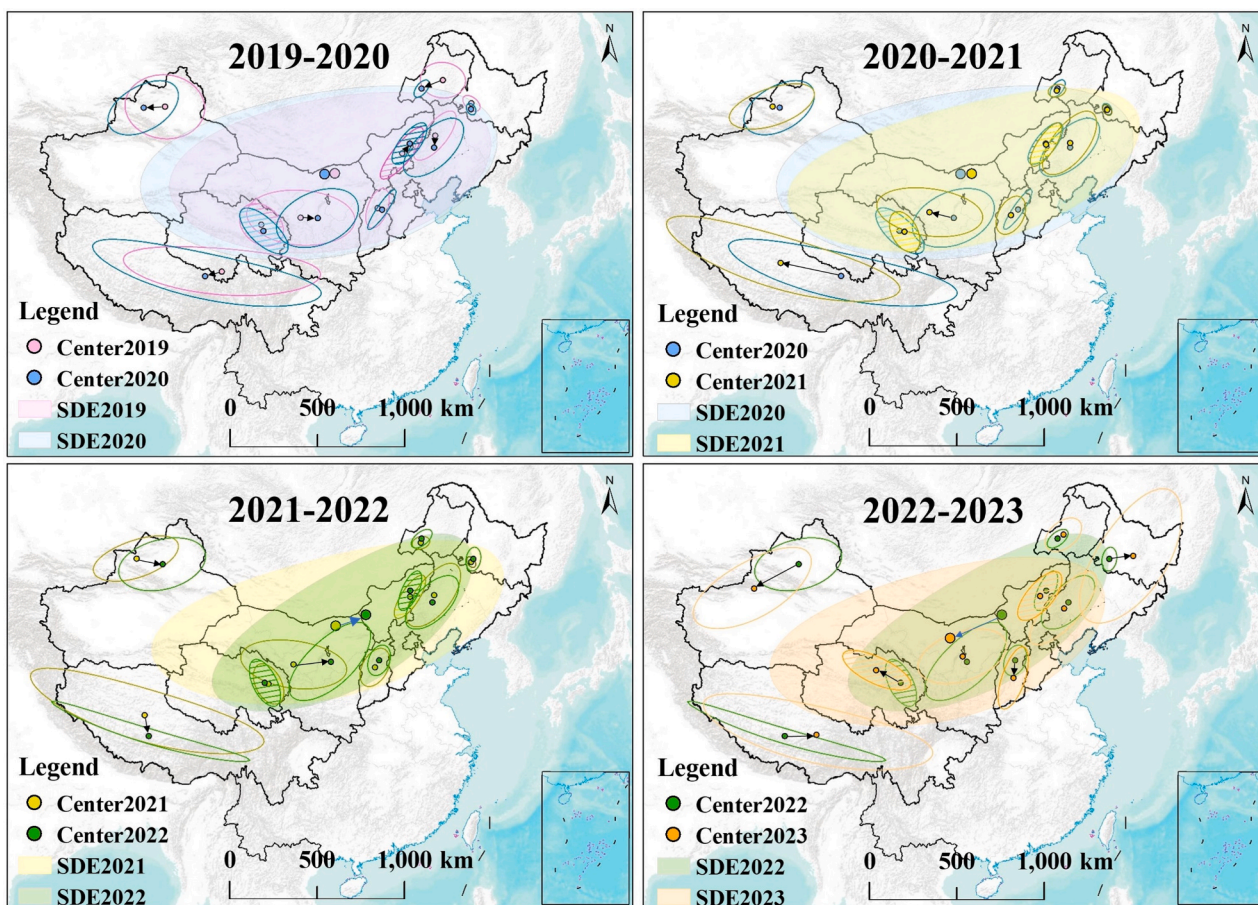 2019-2020
N
Legend
Center2019
Center2020
SDE2019
SDE2020
0 500 1,000 km
2020-2021
N
Legend
Center2020
Center2021
SDE2020
SDE2021
0 500 1,000 km
2021-2022
N
Legend
Center2021
Center2022
SDE2021
SDE2022
0 500 1,000 km
2022-2023
N
Legend
Center2022
Center2023
SDE2022
SDE2023
0 500 1,000 km